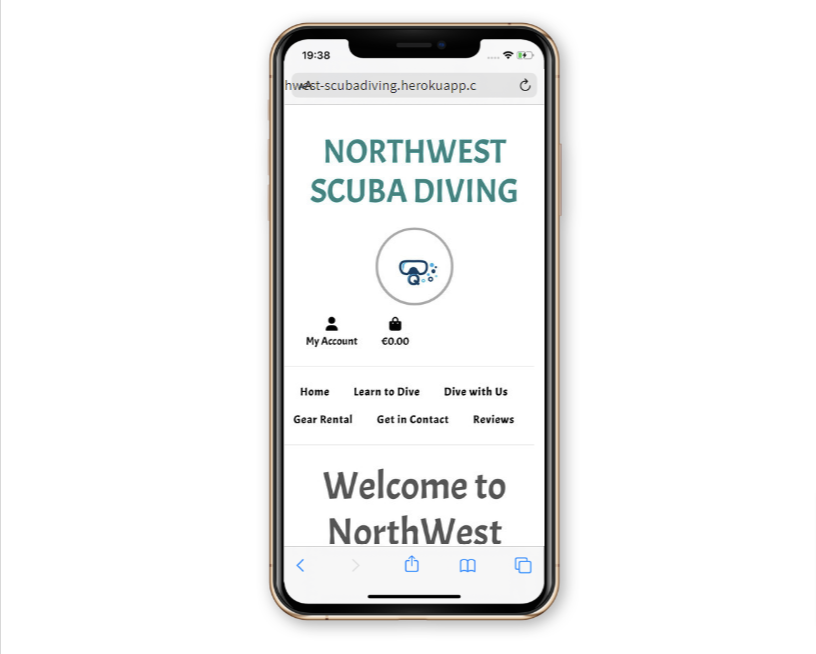 19:38
hwest-scubadiving.herokuapp.c
NORTHWEST
SCUBA DIVING
My Account €0.00
Home Learn to Dive Dive with Us
Gear Rental Get in Contact Reviews
Welcome to
NorthWest